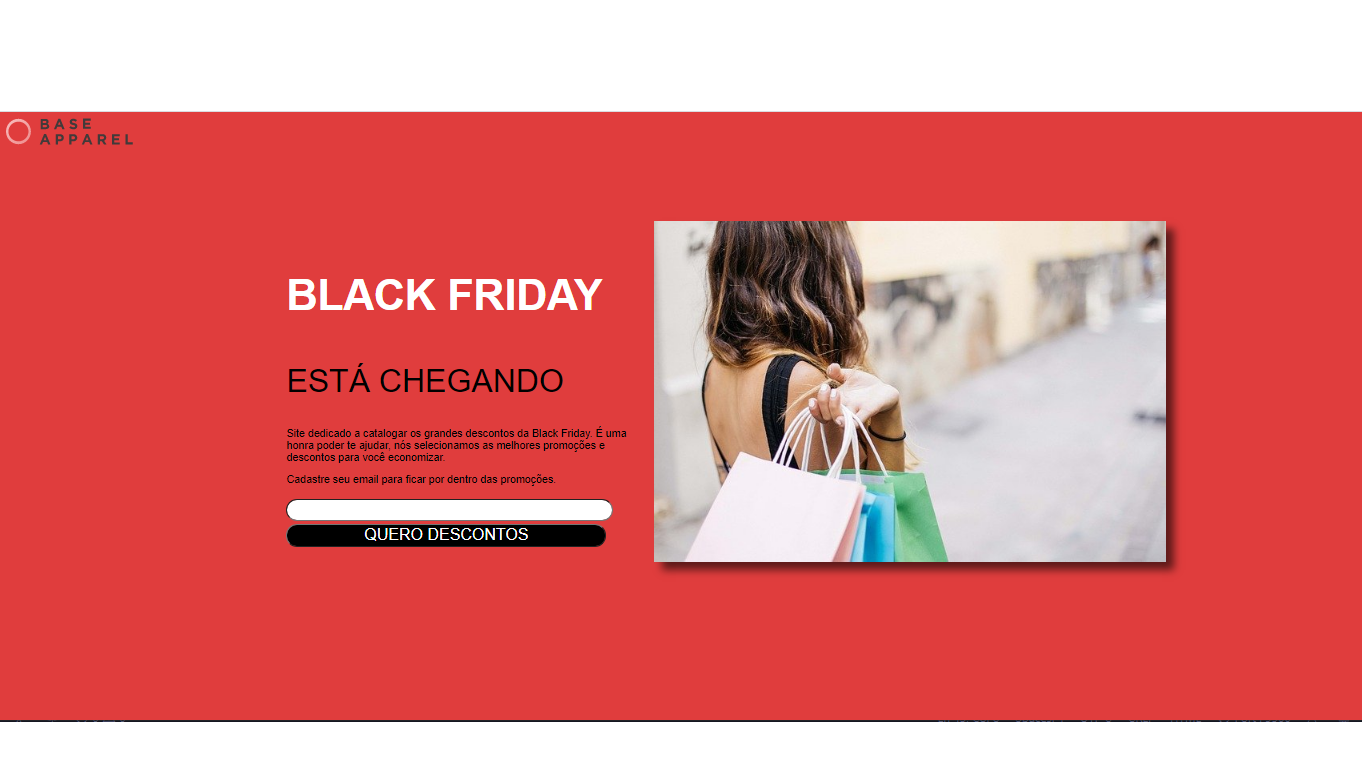 BASE
APPAREL
BLACK FRIDAY
ESTÁ CHEGANDO
Site dedicado a catalogar os grandes descontos da Black Friday. É uma
honra poder te ajudar, nós selecionamos as melhores promoções e
descontos para você economizar.
Cadastre seu email para ficar por dentro das promoções.
QUERO DESCONTOS